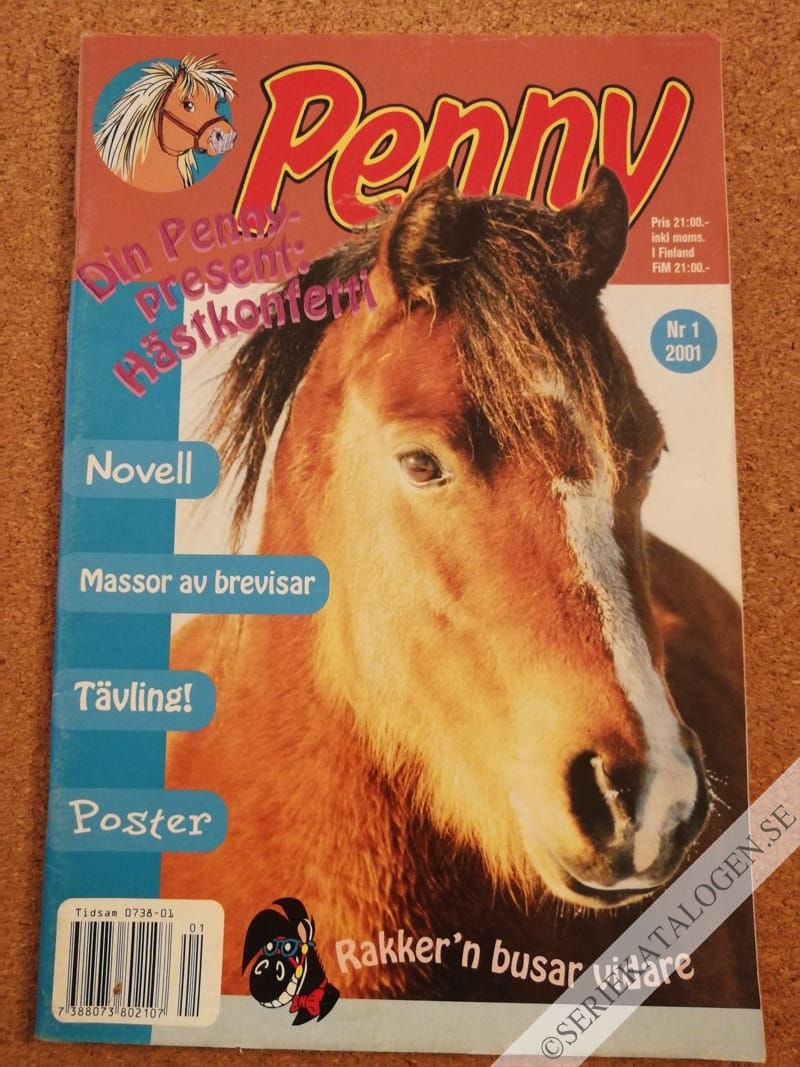 Penny
Din Penny-
present:
Hästkonfetti
Pris 21:00.-
inkl moms.
I Finland
FiM 21:00.-
Nr 1
2001
Novell
Massor av brevisar
Tävling!
Poster
Tidsam 0738-01
01
7 388073 802107
Rakker'n busar vidare
©SERIEKATALOGEN.SE